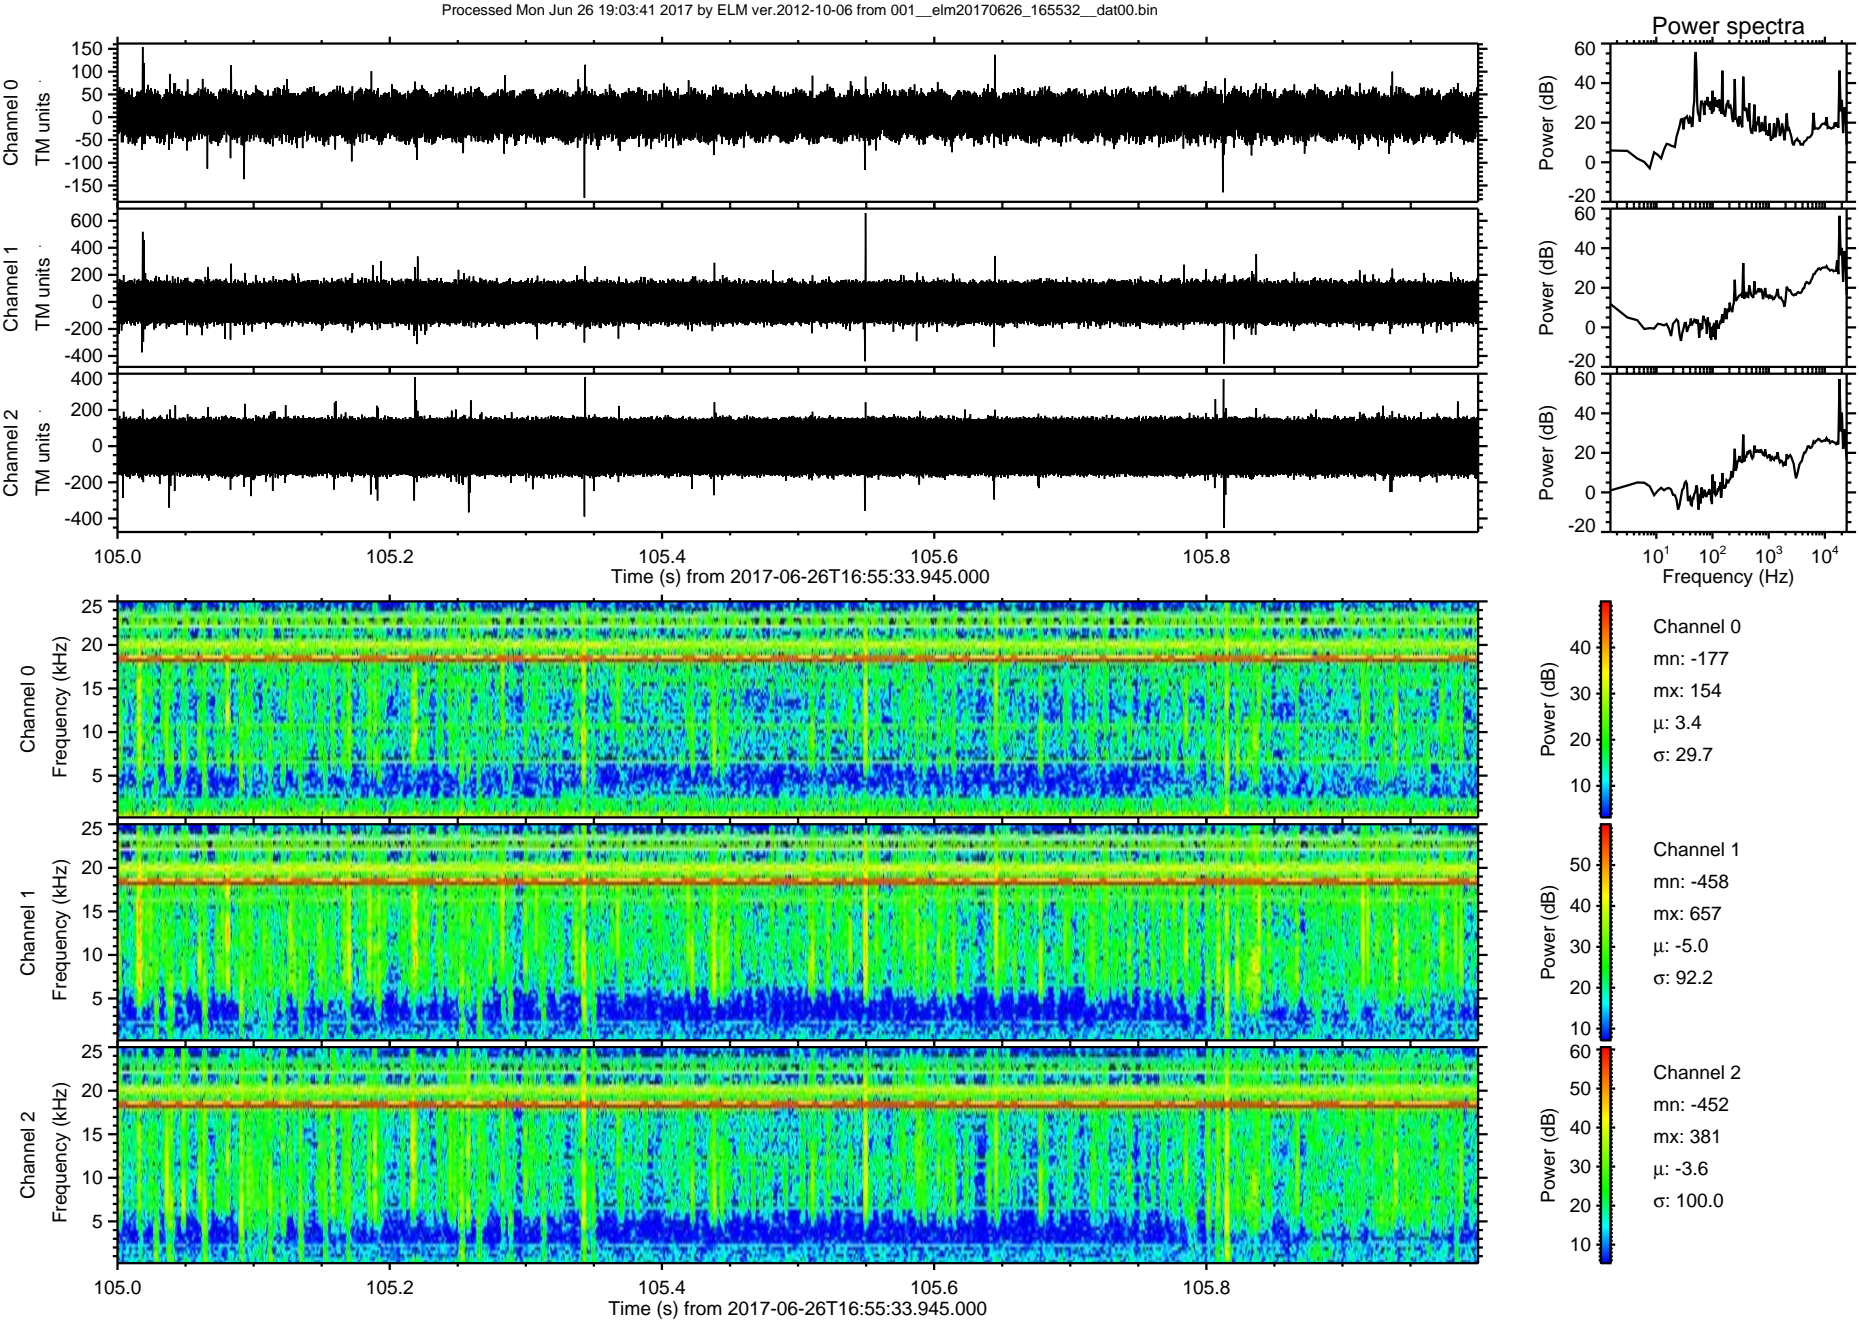 Processed Mon Jun 26 19:03:41 2017 by ELM ver.2012-10-06 from 001__elm20170626_165532__dat00.bin
Power spectra
Channel 0
TM units
150
100
50
0
-50
-100
-150
Power (dB)
60
40
20
0
-20
Channel 1
TM units
600
400
200
0
-200
-400
Power (dB)
60
40
20
0
-20
Channel 2
TM units
400
200
0
-200
-400
Power (dB)
60
40
20
0
-20
105.0 105.2 105.4 105.6 105.8
Time (s) from 2017-06-26T16:55:33.945.000
10¹ 10² 10³ 10⁴
Frequency (Hz)
Channel 0
Frequency (kHz)
25
20
15
10
5
Power (dB)
40
30
20
10
Channel 0
mn: -177
mx: 154
μ: 3.4
σ: 29.7
Channel 1
Frequency (kHz)
25
20
15
10
5
Power (dB)
50
40
30
20
10
Channel 1
mn: -458
mx: 657
μ: -5.0
σ: 92.2
Channel 2
Frequency (kHz)
25
20
15
10
5
Power (dB)
60
50
40
30
20
10
Channel 2
mn: -452
mx: 381
μ: -3.6
σ: 100.0
105.0 105.2 105.4 105.6 105.8
Time (s) from 2017-06-26T16:55:33.945.000